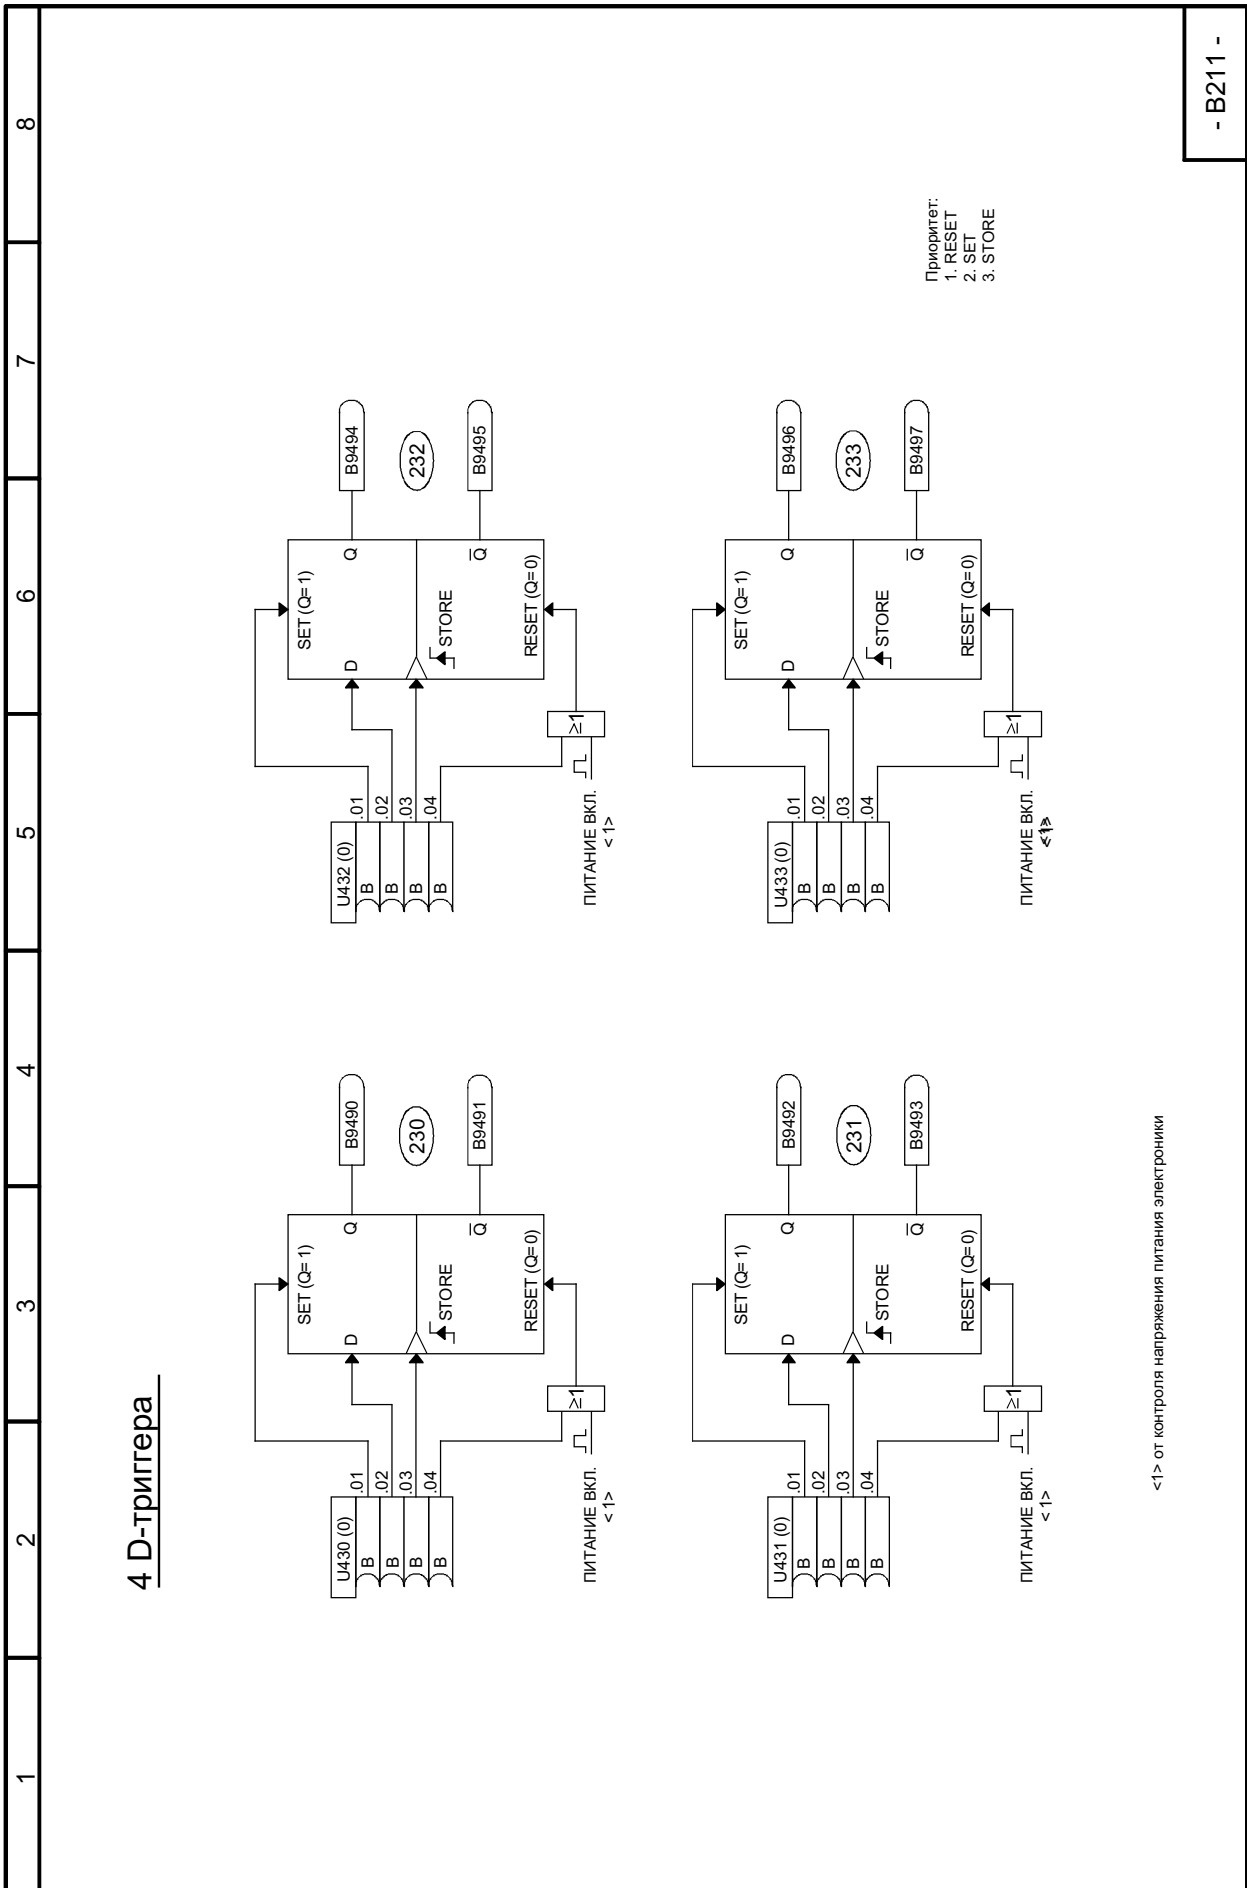 1 2 3 4 5 6 7 8
4 D-триггера
U430 (0)
B .01
B .02
B .03
B .04
ПИТАНИЕ ВКЛ.
<1>
≥1
SET (Q=1)
D
Q
STORE
Q̅
RESET (Q=0)
B9490
230
B9491
U432 (0)
B .01
B .02
B .03
B .04
ПИТАНИЕ ВКЛ.
<1>
≥1
SET (Q=1)
D
Q
STORE
Q̅
RESET (Q=0)
B9494
232
B9495
U431 (0)
B .01
B .02
B .03
B .04
ПИТАНИЕ ВКЛ.
<1>
≥1
SET (Q=1)
D
Q
STORE
Q̅
RESET (Q=0)
B9492
231
B9493
U433 (0)
B .01
B .02
B .03
B .04
ПИТАНИЕ ВКЛ.
≥1
SET (Q=1)
D
Q
STORE
Q̅
RESET (Q=0)
B9496
233
B9497
Приоритет:
1. RESET
2. SET
3. STORE
<1> от контроля напряжения питания электроники
- B211 -